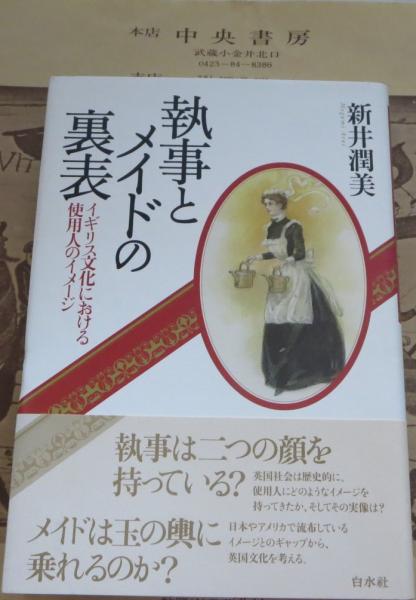 本店 中央書房
武蔵小金井北口
0423-84-8386
新井潤美
執事と
メイドの
裏表
イギリス文化における
使用人のイメージ
執事は二つの顔を
持っている?
英国社会は歴史的に、
使用人にどのようなイメージを
持ってきたか、そしてその実像は?
メイドは玉の輿に
乗れるのか?
日本やアメリカで流布している
イメージとのギャップから、
英国文化を考える。
白水社